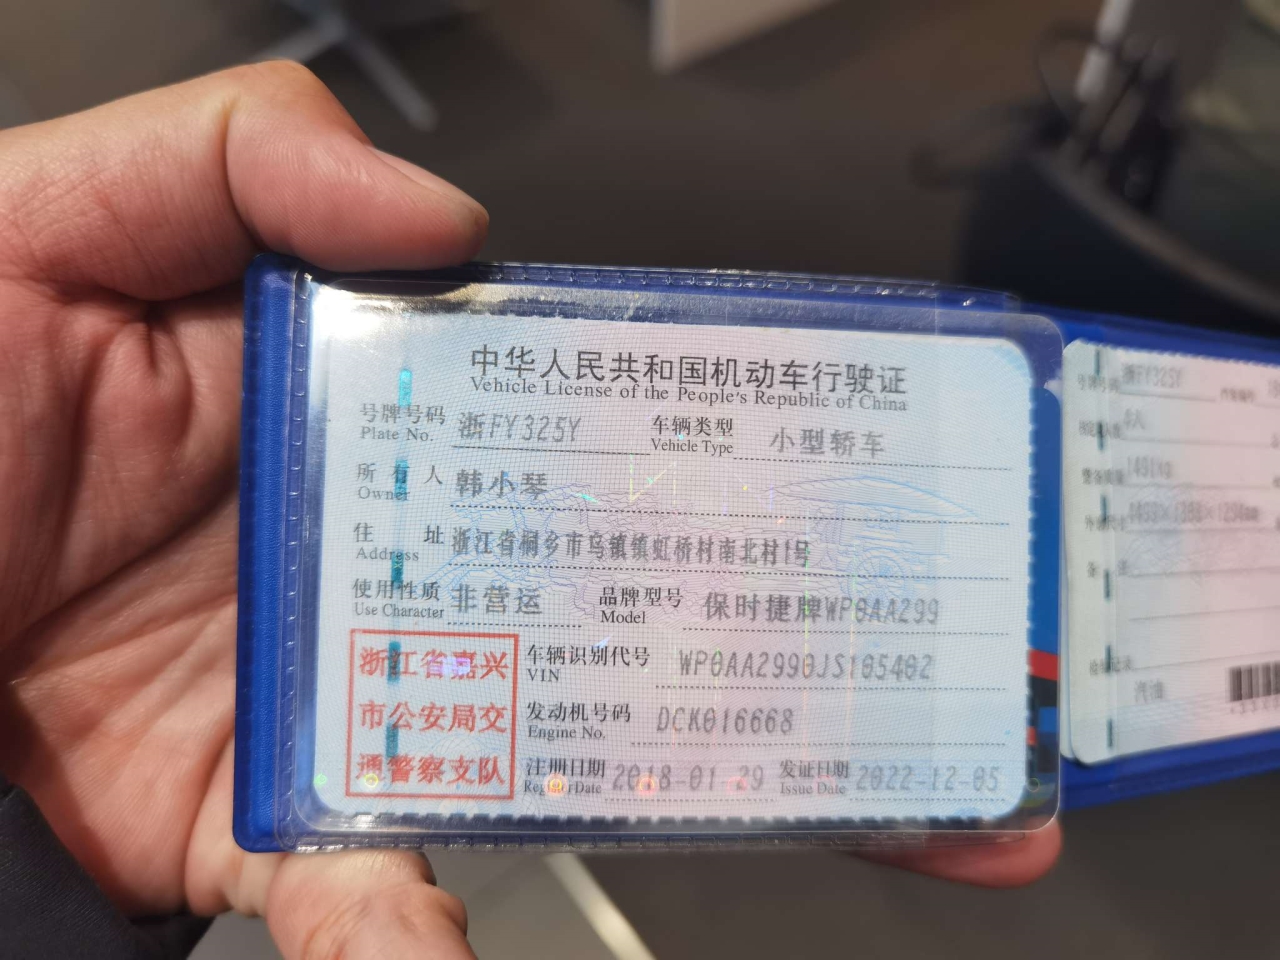 中华人民共和国机动车行驶证
Vehicle License of the People's Republic of China
号牌号码 浙FY325Y 车辆类型 小型轿车
Plate No. Vehicle Type
所有人 韩小琴
Owner
住址 浙江省桐乡市乌镇镇虹桥村南北村1号
Address
使用性质 非营运 品牌型号 保时捷牌WP0AA299
Use Character Model
浙江省嘉兴
市公安局交
通警察支队
车辆识别代号 WP0AA2990JS105402
VIN
发动机号码 DCK016668
Engine No.
注册日期 2018-01-29 发证日期 2022-12-05
Register Date Issue Date
号牌号码 浙FY325Y
汽油